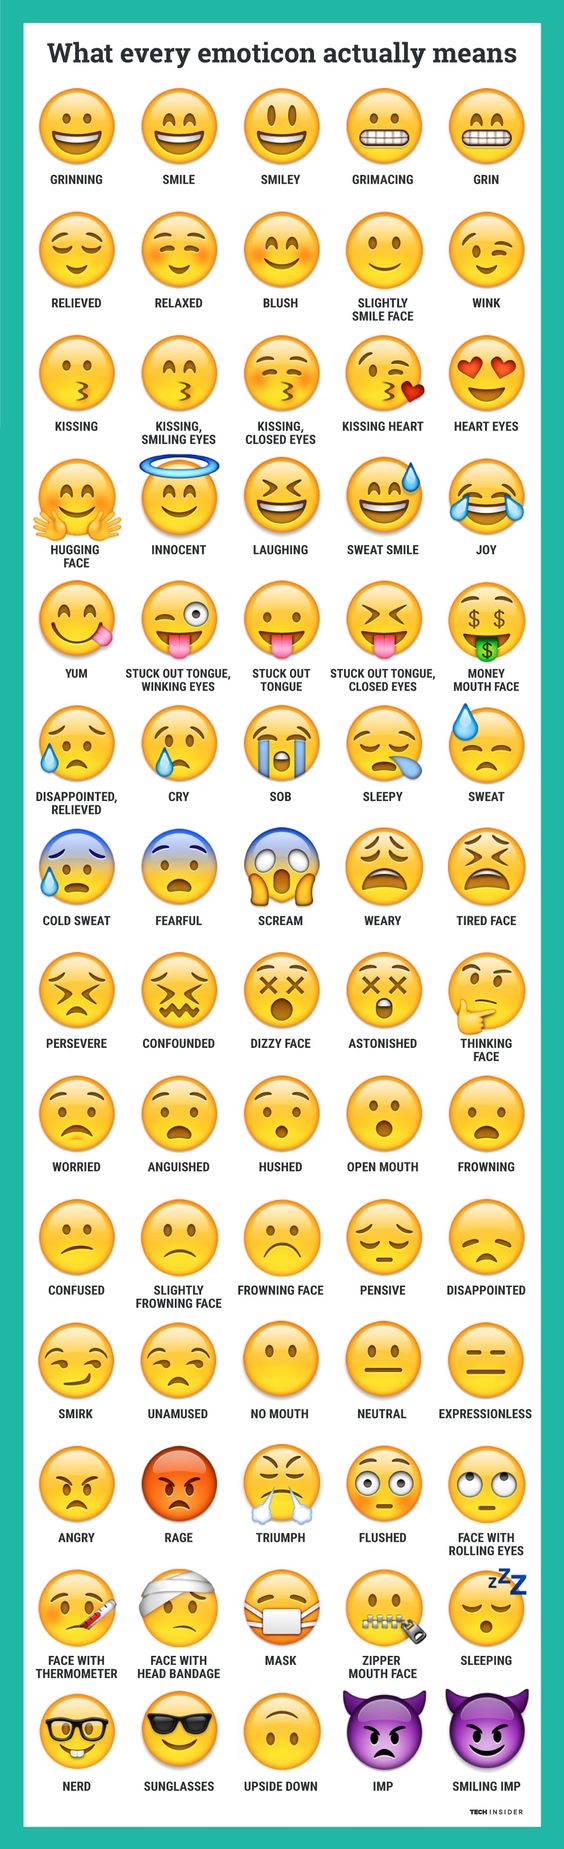 What every emoticon actually means
GRINNING SMILE SMILEY GRIMACING GRIN
RELIEVED RELAXED BLUSH SLIGHTLY SMILE FACE WINK
KISSING KISSING, SMILING EYES KISSING, CLOSED EYES KISSING HEART HEART EYES
HUGGING FACE INNOCENT LAUGHING SWEAT SMILE JOY
$ $
$
YUM STUCK OUT TONGUE, WINKING EYES STUCK OUT TONGUE STUCK OUT TONGUE, CLOSED EYES MONEY MOUTH FACE
DISAPPOINTED, RELIEVED CRY SOB SLEEPY SWEAT
COLD SWEAT FEARFUL SCREAM WEARY TIRED FACE
PERSEVERE CONFOUNDED DIZZY FACE ASTONISHED THINKING FACE
WORRIED ANGUISHED HUSHED OPEN MOUTH FROWNING
CONFUSED SLIGHTLY FROWNING FACE FROWNING FACE PENSIVE DISAPPOINTED
SMIRK UNAMUSED NO MOUTH NEUTRAL EXPRESSIONLESS
ANGRY RAGE TRIUMPH FLUSHED FACE WITH ROLLING EYES
zZZ
FACE WITH THERMOMETER FACE WITH HEAD BANDAGE MASK ZIPPER MOUTH FACE SLEEPING
NERD SUNGLASSES UPSIDE DOWN IMP SMILING IMP
TECH INSIDER